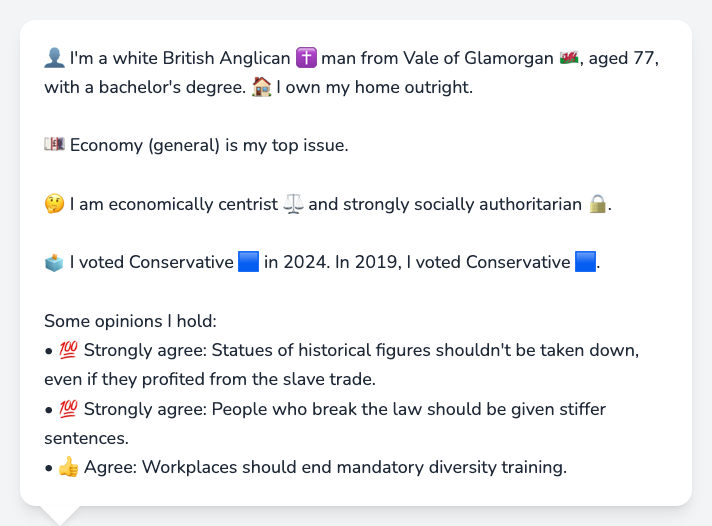 👤 I'm a white British Anglican ✝️ man from Vale of Glamorgan 🏴󠁧󠁢󠁷󠁬󠁳󠁿, aged 77,
with a bachelor's degree. 🏠 I own my home outright.
💷 Economy (general) is my top issue.
🤔 I am economically centrist ⚖️ and strongly socially authoritarian 🔒.
🗳️ I voted Conservative 🟦 in 2024. In 2019, I voted Conservative 🟦.
Some opinions I hold:
• 💯 Strongly agree: Statues of historical figures shouldn't be taken down,
even if they profited from the slave trade.
• 💯 Strongly agree: People who break the law should be given stiffer
sentences.
• 👍 Agree: Workplaces should end mandatory diversity training.